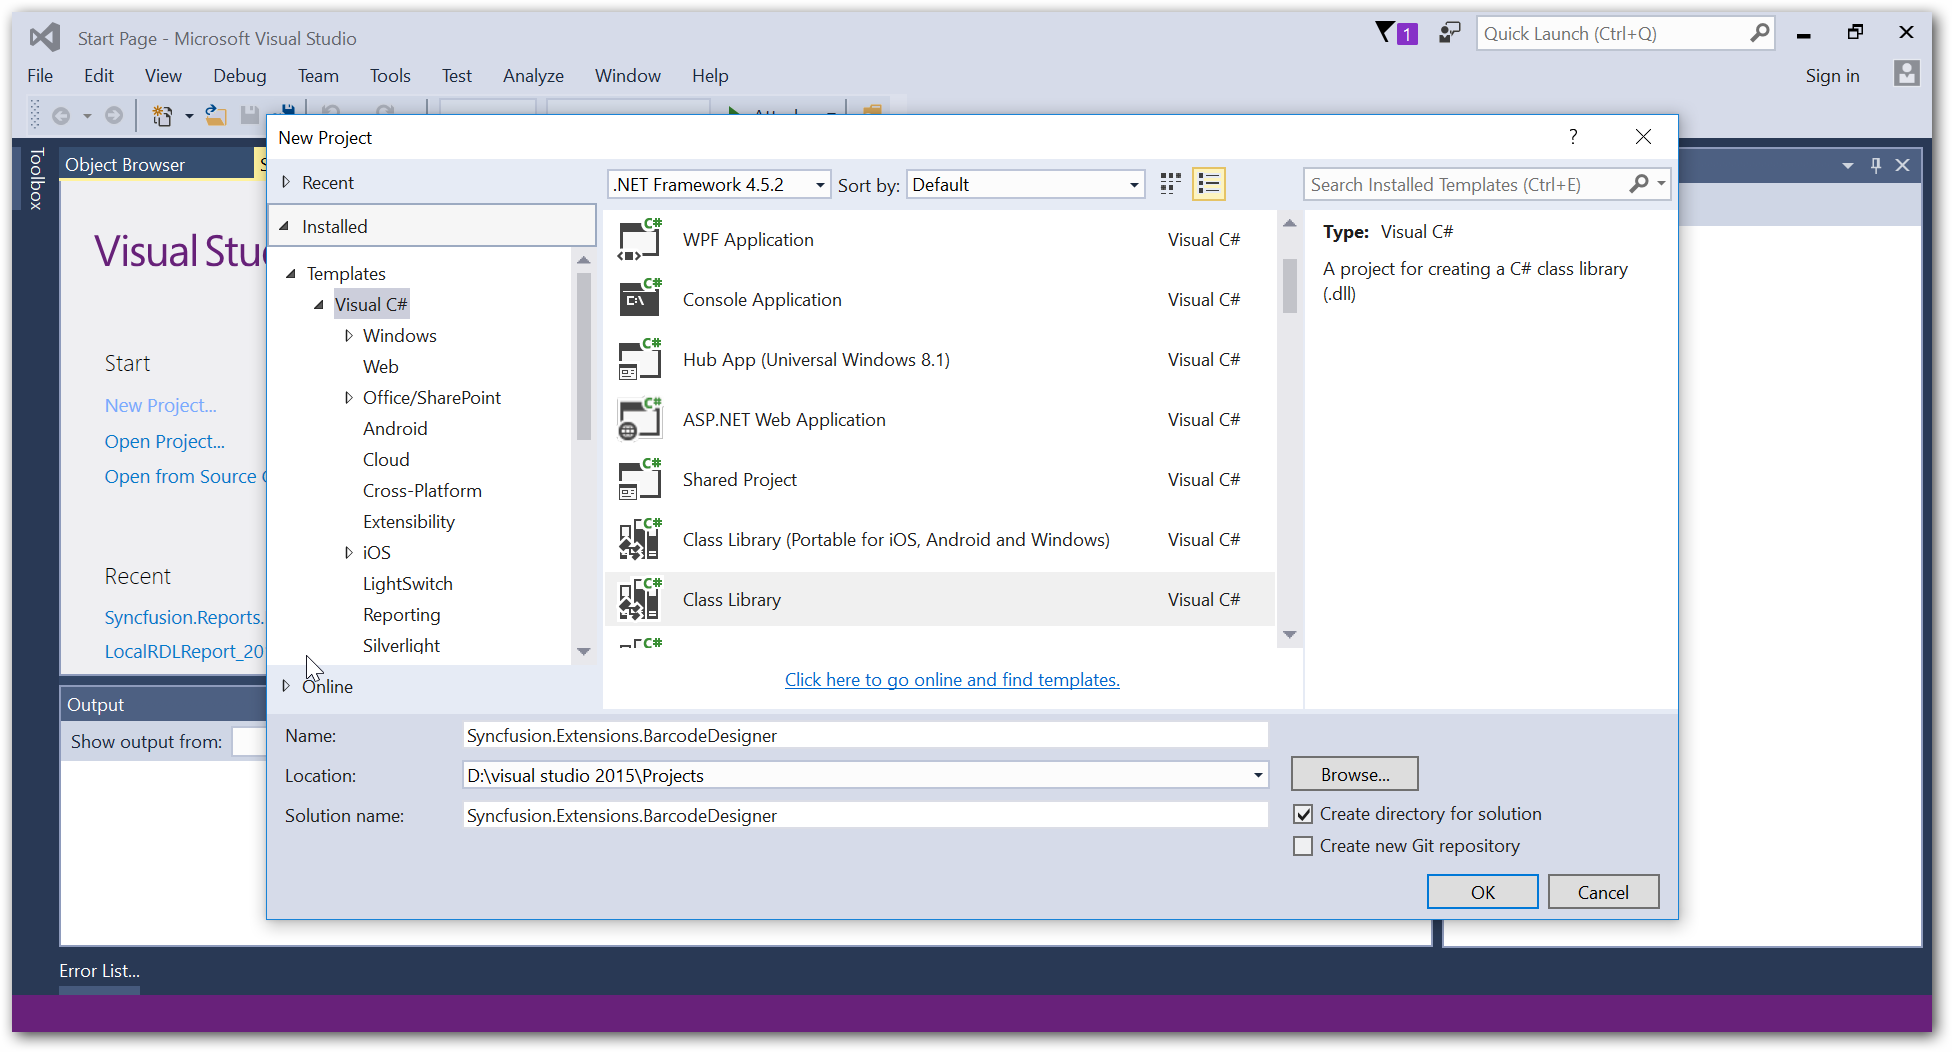 Start Page - Microsoft Visual Studio
1
Quick Launch (Ctrl+Q)
File Edit View Debug Team Tools Test Analyze Window Help
Sign in
Toolbox
Object Browser
Visual Stu
Start
New Project...
Open Project...
Open from Source
Recent
Syncfusion.Reports.
LocalRDLReport_20
Output
Show output from:
Error List...
New Project
?
Recent
Installed
Templates
Visual C#
Windows
Web
Office/SharePoint
Android
Cloud
Cross-Platform
Extensibility
iOS
LightSwitch
Reporting
Silverlight
Online
.NET Framework 4.5.2
Sort by: Default
Search Installed Templates (Ctrl+E)
C# WPF Application Visual C#
C# C:\ Console Application Visual C#
C# Hub App (Universal Windows 8.1) Visual C#
C# ASP.NET Web Application Visual C#
C# Shared Project Visual C#
C# Class Library (Portable for iOS, Android and Windows) Visual C#
C# Class Library Visual C#
C#
Click here to go online and find templates.
Type: Visual C#
A project for creating a C# class library
(.dll)
Name: Syncfusion.Extensions.BarcodeDesigner
Location: D:\visual studio 2015\Projects
Browse...
Solution name: Syncfusion.Extensions.BarcodeDesigner
Create directory for solution
Create new Git repository
OK Cancel